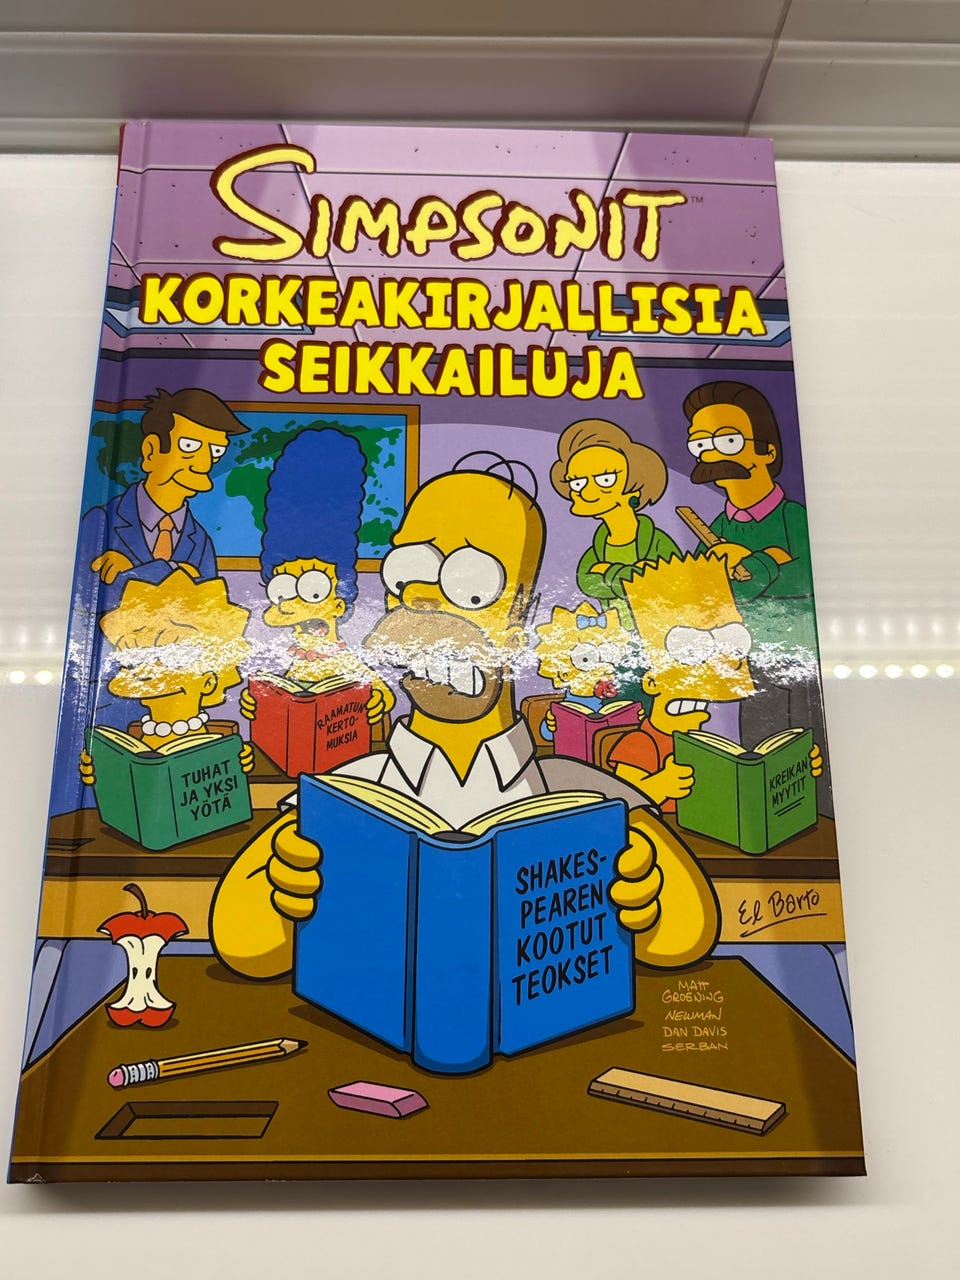 SIMPSONIT™
KORKEAKIRJALLISIA
SEIKKAILUJA
RAAMATUN
KERTO-
MUKSIA
TUHAT
JA YKSI
YÖTÄ
KREIKAN
MYYTIT
SHAKES-
PEAREN
KOOTUT
TEOKSET
El Barto
MATT
GROENING
NEWMAN
DAN DAVIS
SERBAN